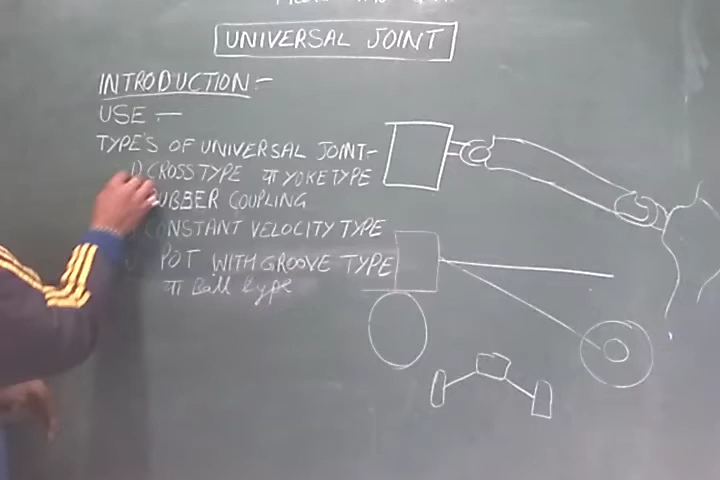 UNIVERSAL JOINT
INTRODUCTION:-
USE :-
TYPE'S OF UNIVERSAL JOINT:-
1) CROSS TYPE या YOKE TYPE
RUBBER COUPLING
CONSTANT VELOCITY TYPE
POT WITH GROOVE TYPE
या Ball type